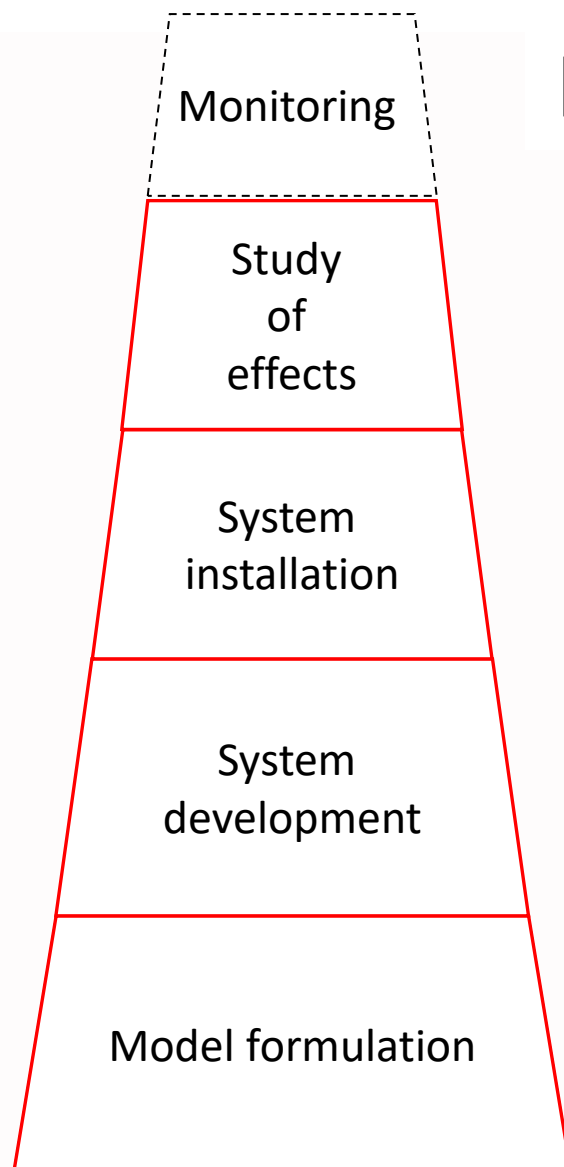 Monitoring
Study
of
effects
System
installation
System
development
Model formulation